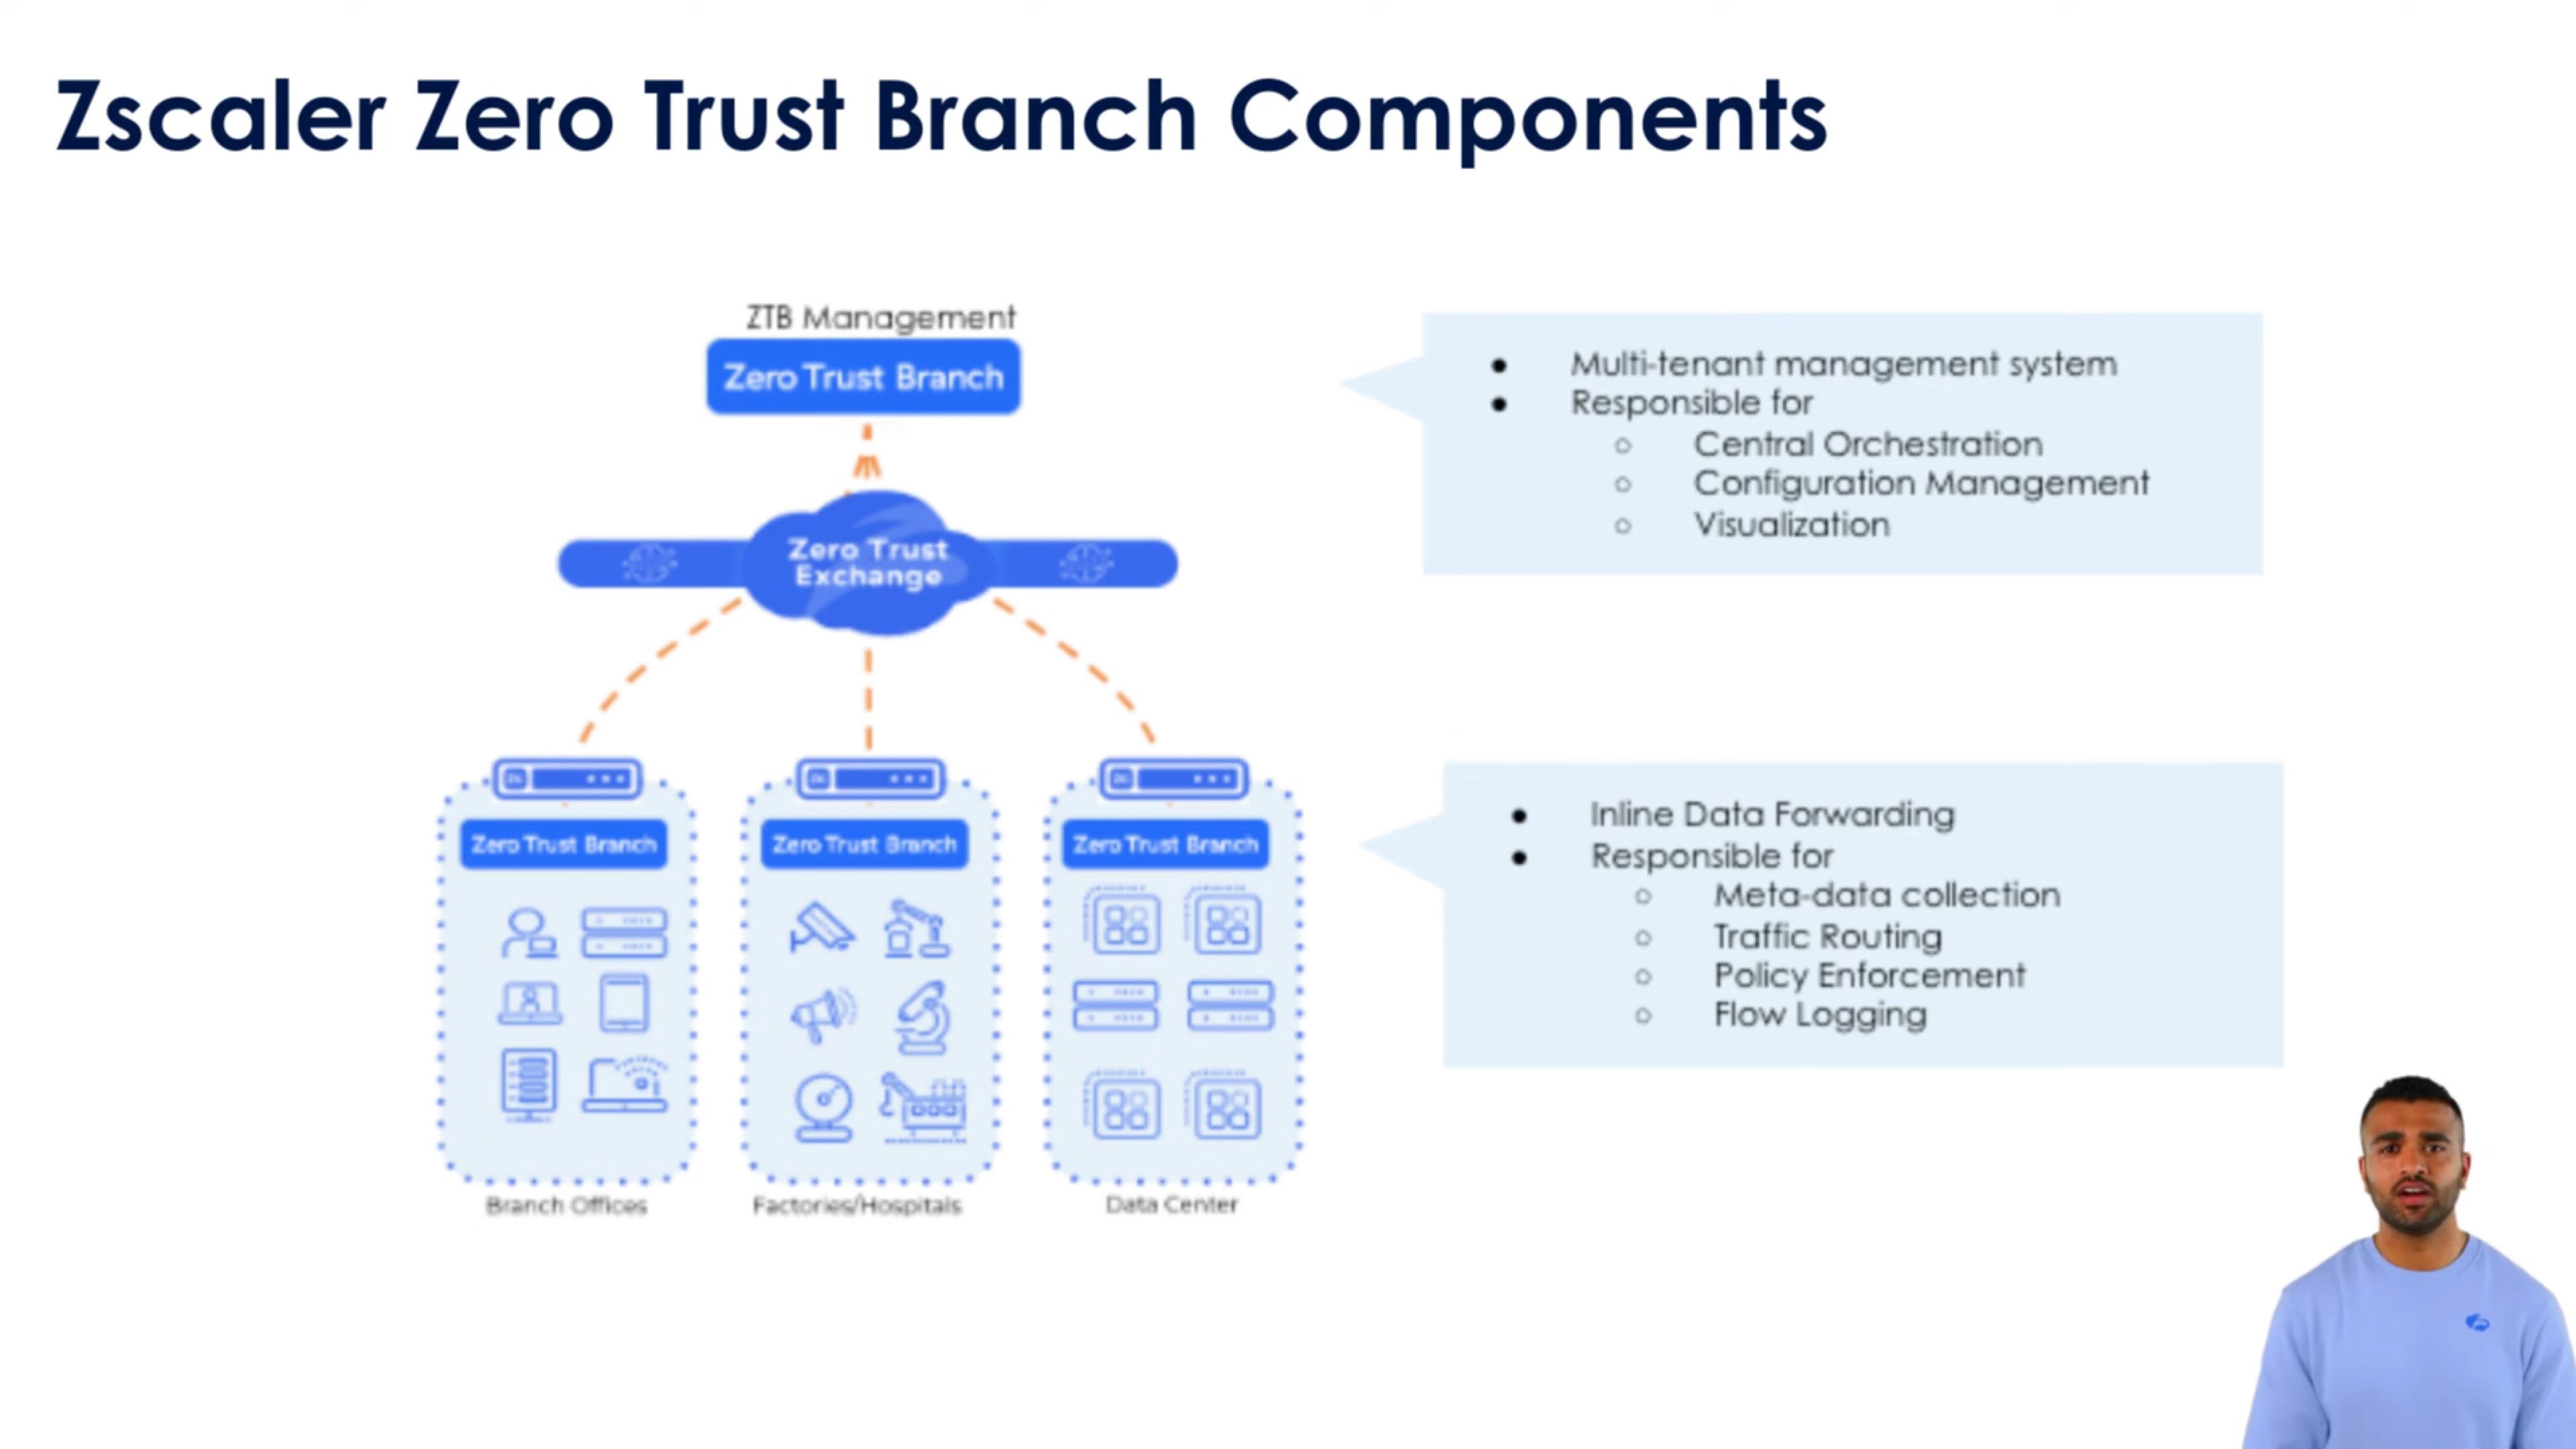 Zscaler Zero Trust Branch Components
ZTB Management
Zero Trust Branch
Zero Trust
Exchange
Zero Trust Branch
Zero Trust Branch
Zero Trust Branch
Branch Offices
Factories/Hospitals
Data Center
● Multi-tenant management system
● Responsible for
○ Central Orchestration
○ Configuration Management
○ Visualization
● Inline Data Forwarding
● Responsible for
○ Meta-data collection
○ Traffic Routing
○ Policy Enforcement
○ Flow Logging